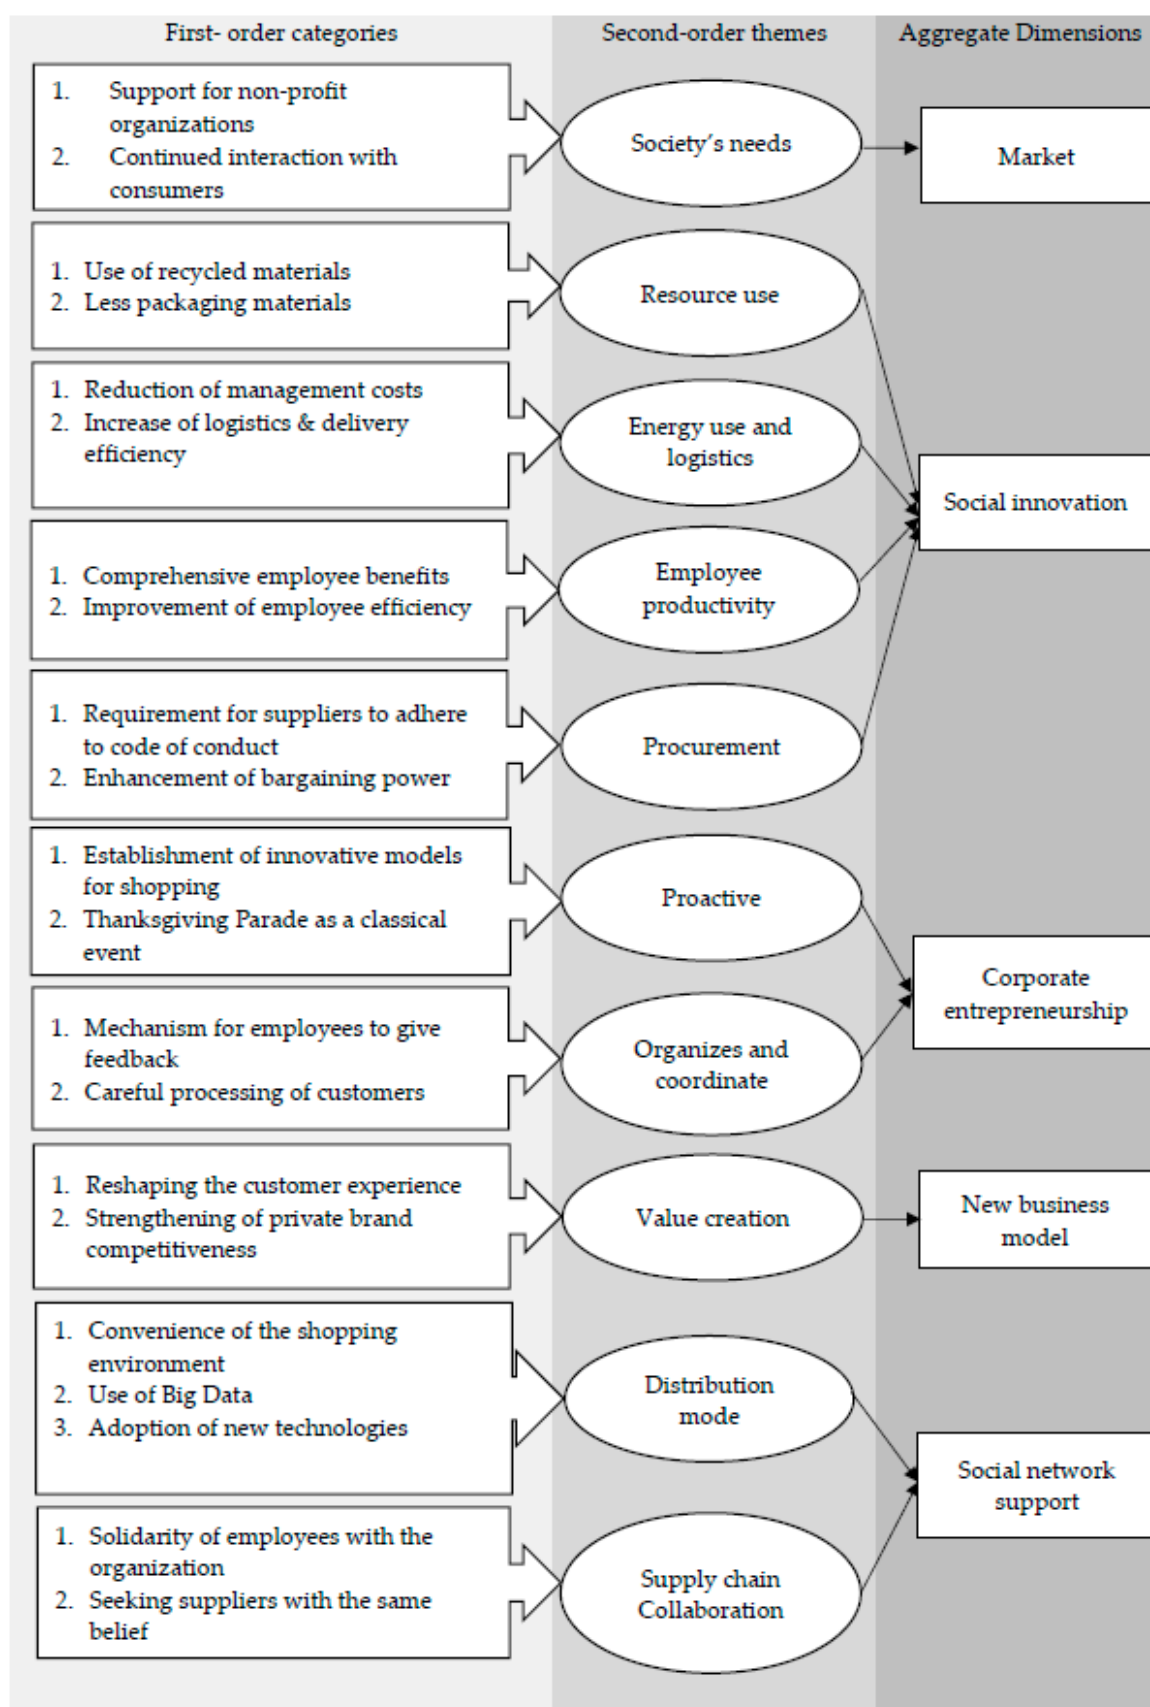 First- order categories
Second-order themes
Aggregate Dimensions
1. Support for non-profit
organizations
2. Continued interaction with
consumers
Society's needs
Market
1. Use of recycled materials
2. Less packaging materials
Resource use
1. Reduction of management costs
2. Increase of logistics & delivery
efficiency
Energy use and
logistics
Social innovation
1. Comprehensive employee benefits
2. Improvement of employee efficiency
Employee
productivity
1. Requirement for suppliers to adhere
to code of conduct
2. Enhancement of bargaining power
Procurement
1. Establishment of innovative models
for shopping
2. Thanksgiving Parade as a classical
event
Proactive
Corporate
entrepreneurship
1. Mechanism for employees to give
feedback
2. Careful processing of customers
Organizes and
coordinate
1. Reshaping the customer experience
2. Strengthening of private brand
competitiveness
Value creation
New business
model
1. Convenience of the shopping
environment
2. Use of Big Data
3. Adoption of new technologies
Distribution
mode
Social network
support
1. Solidarity of employees with the
organization
2. Seeking suppliers with the same
belief
Supply chain
Collaboration